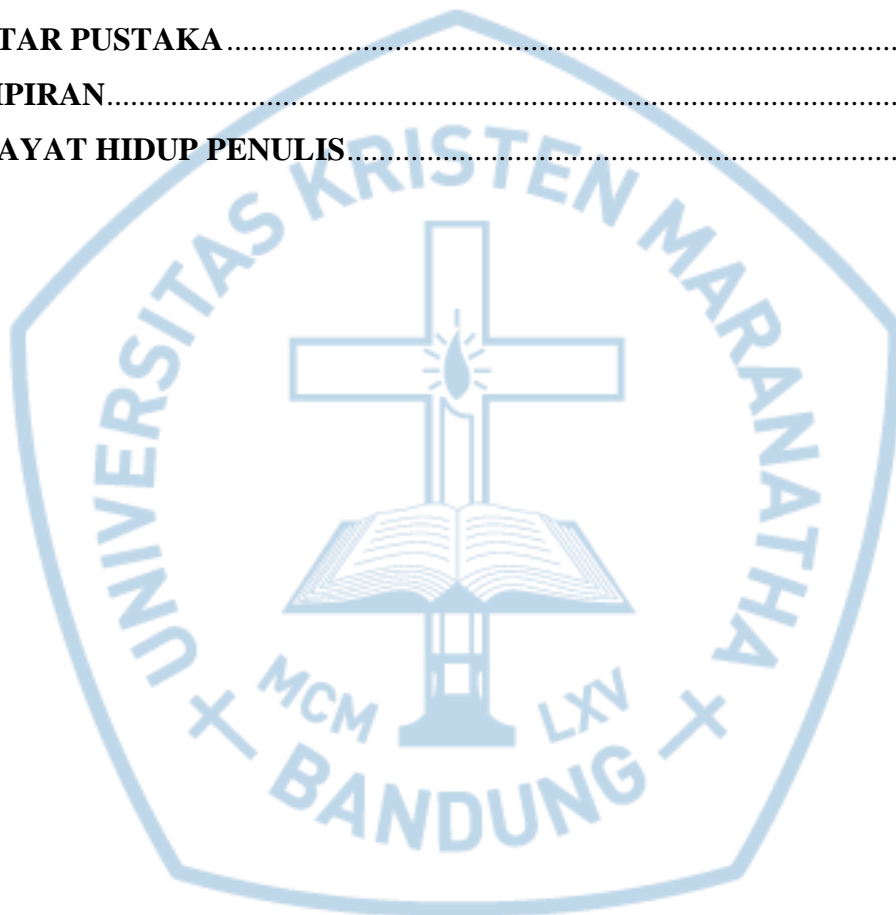 TAR PUSTAKA
IPIRAN
AYAT HIDUP PENULIS
UNIVERSITAS KRISTEN MARANATHA
MCM LXV
+ BANDUNG +